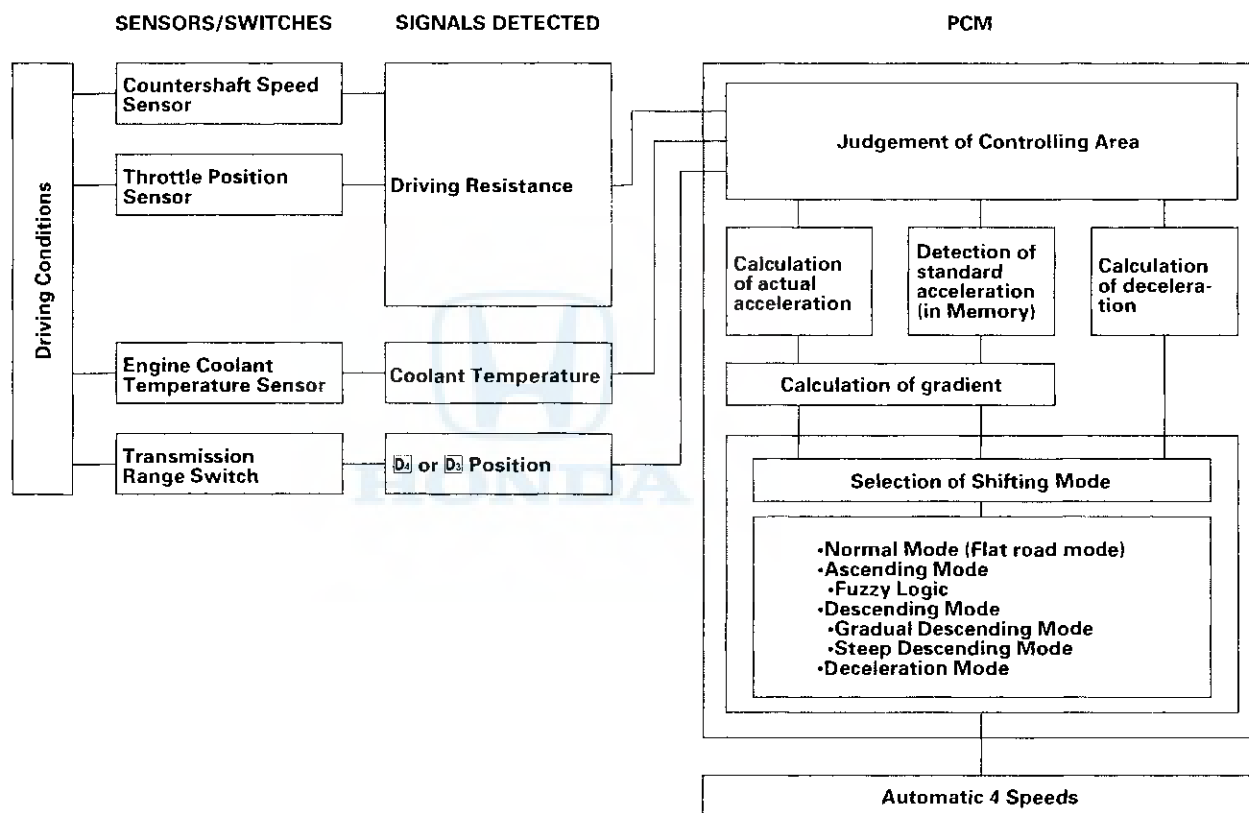 SENSORS/SWITCHES
SIGNALS DETECTED
PCM
Driving Conditions
Countershaft Speed
Sensor
Throttle Position
Sensor
Driving Resistance
Engine Coolant
Temperature Sensor
Coolant Temperature
Transmission
Range Switch
D4 or D3 Position
Judgement of Controlling Area
Calculation
of actual
acceleration
Detection of
standard
acceleration
(in Memory)
Calculation
of decelera-
tion
Calculation of gradient
Selection of Shifting Mode
•Normal Mode (Flat road mode)
•Ascending Mode
•Fuzzy Logic
•Descending Mode
•Gradual Descending Mode
•Steep Descending Mode
•Deceleration Mode
Automatic 4 Speeds
HONDA